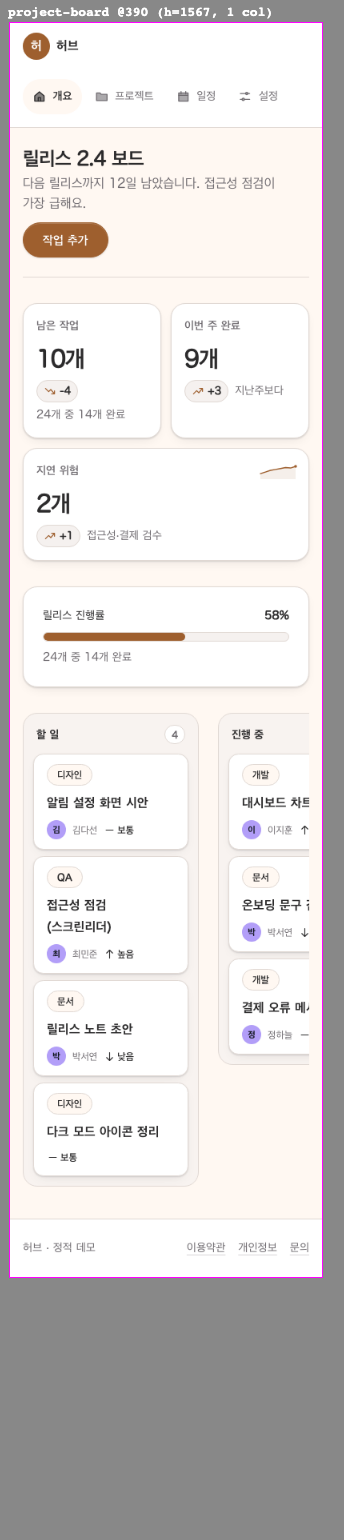 project-board @390 (h=1567, 1 col)
허 허브
개요 프로젝트 일정 설정
릴리스 2.4 보드
다음 릴리스까지 12일 남았습니다. 접근성 점검이
가장 급해요.
작업 추가
남은 작업
10개
-4
24개 중 14개 완료
이번 주 완료
9개
+3 지난주보다
지연 위험
2개
+1 접근성·결제 검수
릴리스 진행률 58%
24개 중 14개 완료
할 일 4
디자인
알림 설정 화면 시안
김 김다선 — 보통
QA
접근성 점검
(스크린리더)
최 최민준 ↑ 높음
문서
릴리스 노트 초안
박 박서연 ↓ 낮음
디자인
다크 모드 아이콘 정리
— 보통
진행 중
개발
대시보드 차트
이 이지훈 ↑
문서
온보딩 문구
박 박서연 ↓
개발
결제 오류
정 정하늘 —
허브 · 정적 데모
이용약관 개인정보 문의